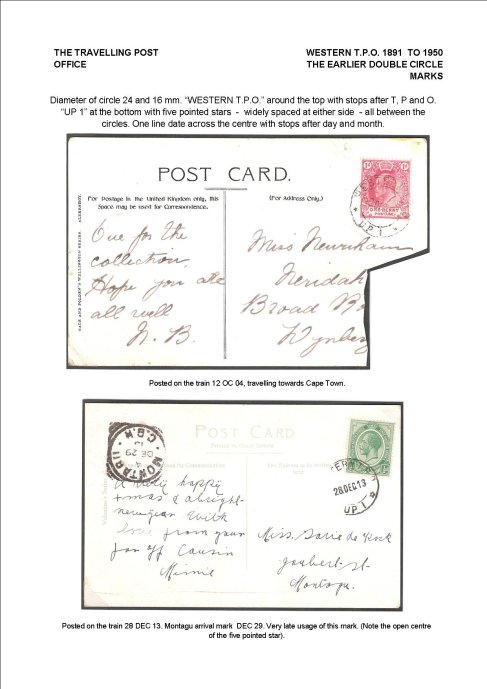 THE TRAVELLING POST
OFFICE
WESTERN T.P.O. 1891 TO 1950
THE EARLIER DOUBLE CIRCLE
MARKS
Diameter of circle 24 and 16 mm. “WESTERN T.P.O.” around the top with stops after T, P and O.
“UP 1” at the bottom with five pointed stars - widely spaced at either side - all between the
circles. One line date across the centre with stops after day and month.
POST CARD.
For Postage in the United Kingdom only, this
Space may be used for Correspondence.
(For Address Only.)
ONE PENNY
UP 1
One for the
collection.
Hope you are
all well
N. B.
Miss Newnham
Neridah
Broad Ro
Wynberg
Posted on the train 12 OC 04, travelling towards Cape Town.
POST CARD
MONTAGU
C.G.H.
DE 29
13
28 DEC 13
UP 1
A very happy
xmas & a bright
new year with
love from your
far off Cousin
Minnie
Miss
de Kock
Joubert St
Montagu.
Posted on the train 28 DEC 13. Montagu arrival mark DEC 29. Very late usage of this mark. (Note the open centre
of the five pointed star).